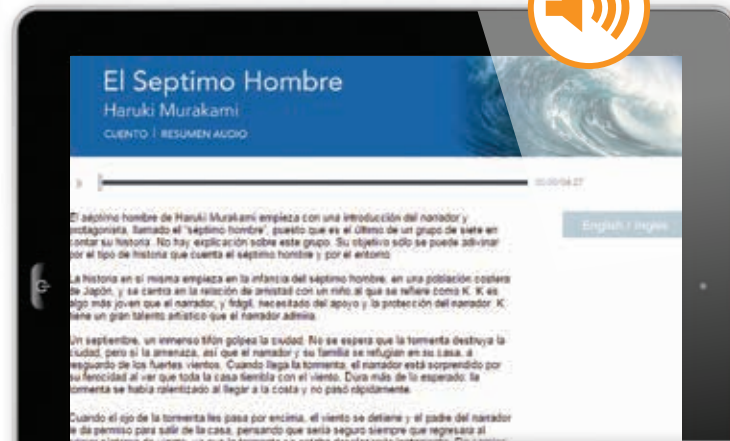 El Septimo Hombre
Haruki Murakami
CUENTO | RESUMEN AUDIO
English / Inglés
El séptimo hombre de Haruki Murakami empieza con una introducción del narrador y
protagonista, llamado el "séptimo hombre", puesto que es el último de un grupo de siete en
contar su historia. No hay explicación sobre este grupo. Su objetivo sólo se puede adivinar
por el tipo de historia que cuenta el séptimo hombre y por el entorno.
La historia en sí misma empieza en la infancia del séptimo hombre, en una población costera
de Japón, y se centra en la relación de amistad con un niño al que se refiere como K. K es
algo más joven que el narrador, y frágil, necesitado del apoyo y la protección del narrador. K
tiene un gran talento artístico que el narrador admira.
Un septiembre, un inmenso tifón golpea la ciudad. No se espera que la tormenta destruya la
ciudad, pero sí la amenaza, así que el narrador y su familia se refugian en su casa, a
resguardo de los fuertes vientos. Cuando llega la tormenta, el narrador está sorprendido por
su ferocidad al ver que toda la casa tiembla con el viento. Dura más de lo esperado: la
tormenta se había ralentizado al llegar a la costa y no pasó rápidamente.
Cuando el ojo de la tormenta les pasa por encima, el viento se detiene y el padre del narrador
le da permiso para salir de la casa, pensando que sería seguro siempre que regresara al